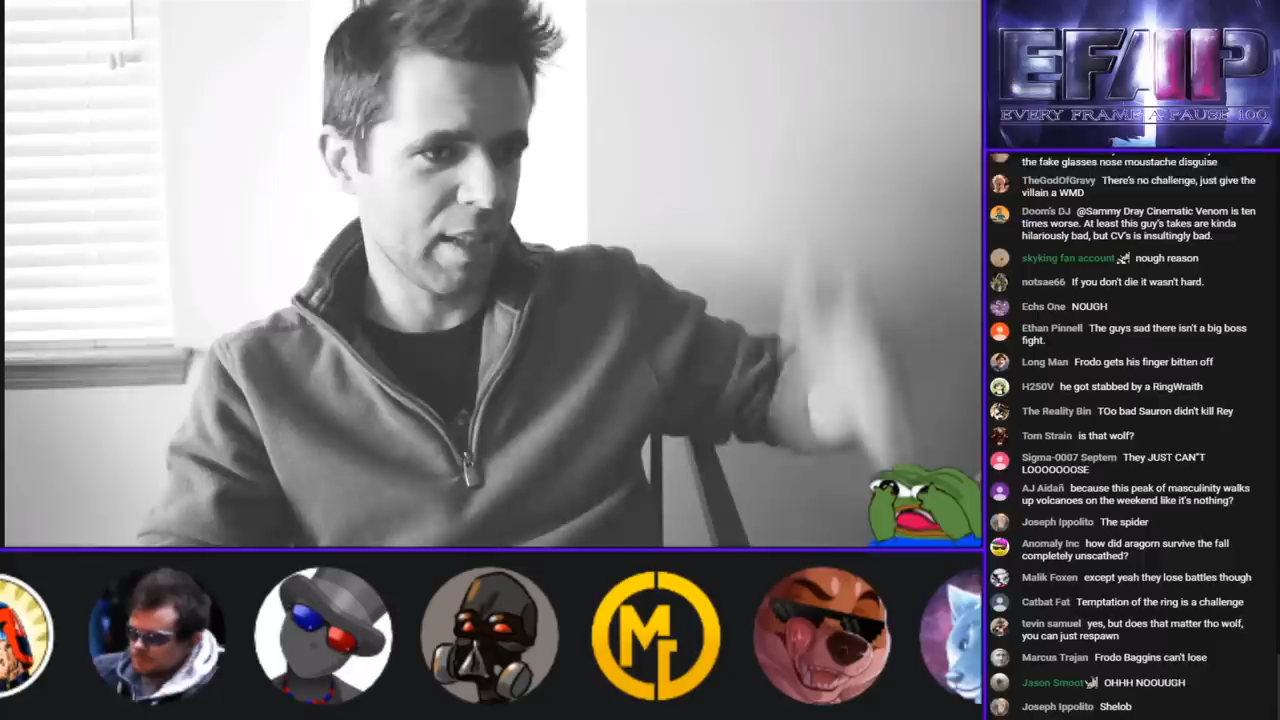 EFAP
EVERY FRAME A PAUSE 100
the fake glasses nose moustache disguise
TheGodOfGravy There's no challenge, just give the
villain a WMD
Doom's DJ @Sammy Dray Cinematic Venom is ten
times worse. At least this guy's takes are kinda
hilariously bad, but CV's is insultingly bad.
skyking fan account nough reason
notsae66 If you don't die it wasn't hard.
Echs One NOUGH
Ethan Pinnell The guys sad there isn't a big boss
fight.
Long Man Frodo gets his finger bitten off
H250V he got stabbed by a RingWraith
The Reality Bin TOo bad Sauron didn't kill Rey
Tom Strain is that wolf?
Sigma-0007 Septem They JUST CAN"T
LOOOOOOOSE
AJ Aidañ because this peak of masculinity walks
up volcanoes on the weekend like it's nothing?
Joseph Ippolito The spider
Anomaly Inc how did aragorn survive the fall
completely unscathed?
Malik Foxen except yeah they lose battles though
Catbat Fat Temptation of the ring is a challenge
tevin samuel yes, but does that matter tho wolf,
you can just respawn
Marcus Trajan Frodo Baggins can't lose
Jason Smoot OHHH NOOUUGH
Joseph Ippolito Shelob